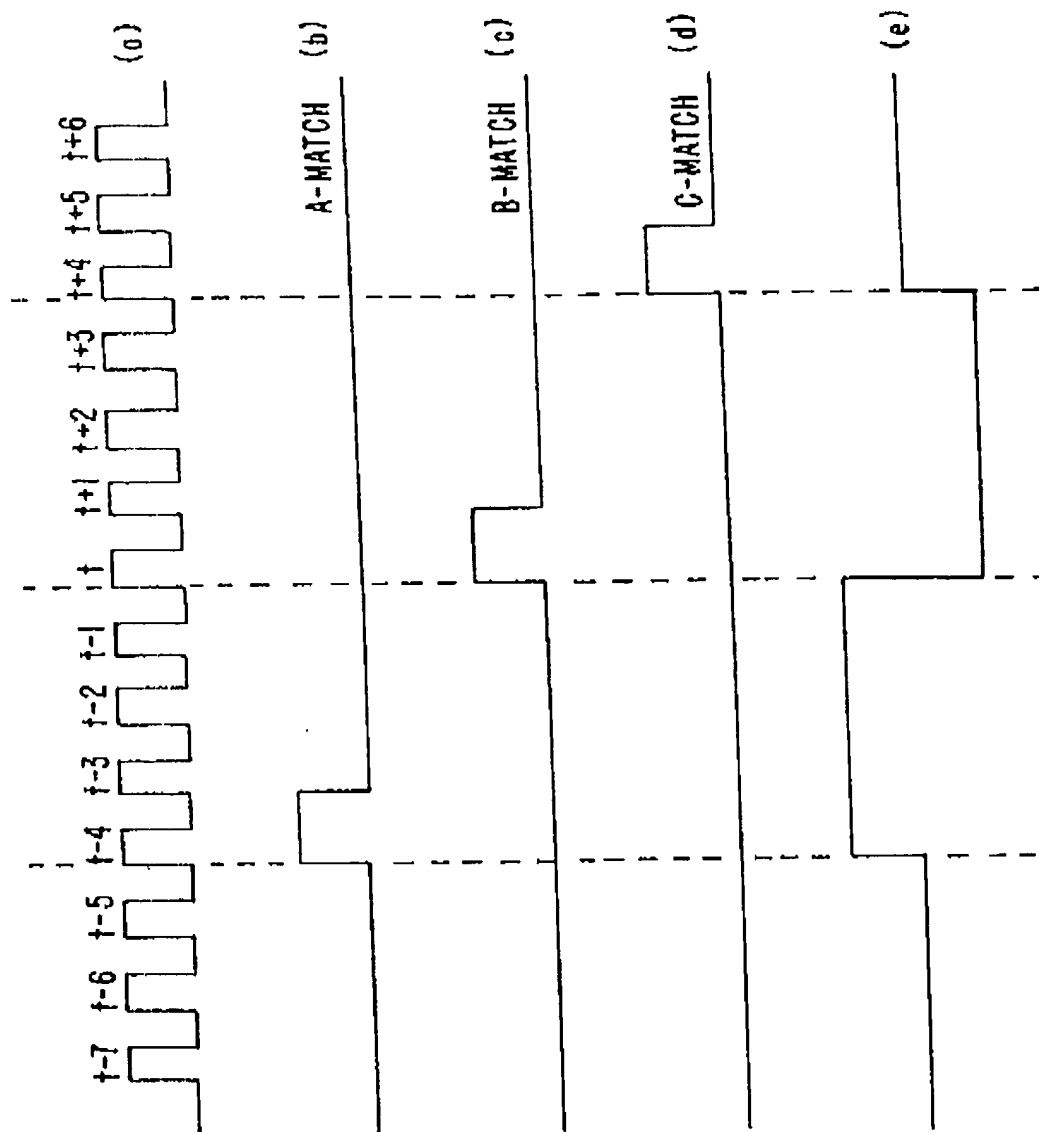 t-7 t-6 t-5 t-4 t-3 t-2 t-1 t t+1 t+2 t+3 t+4 t+5 t+6
(a)
A-MATCH (b)
B-MATCH (c)
C-MATCH (d)
(e)